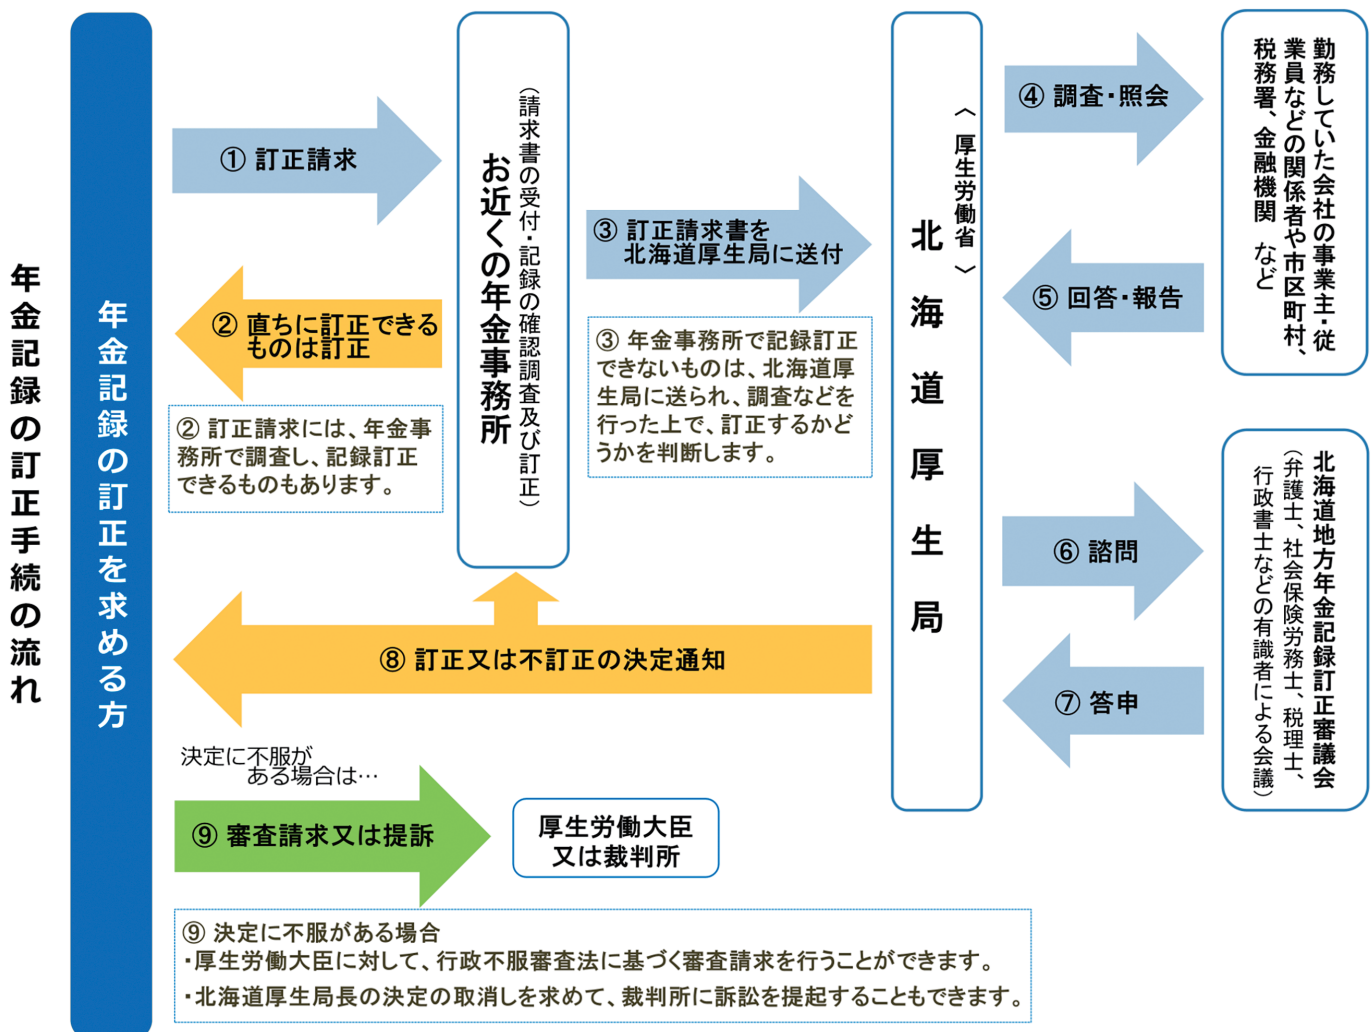 年金記録の訂正手続の流れ
年金記録の訂正を求める方
① 訂正請求
② 直ちに訂正できる
ものは訂正
② 訂正請求には、年金事
務所で調査し、記録訂正
できるものもあります。
お近くの年金事務所
（請求書の受付・記録の確認調査及び訂正）
③ 訂正請求書を
北海道厚生局に送付
③ 年金事務所で記録訂正
できないものは、北海道厚
生局に送られ、調査などを
行った上で、訂正するかど
うかを判断します。
〈厚生労働省〉
北海道厚生局
④ 調査・照会
⑤ 回答・報告
勤務していた会社の事業主・従
業員などの関係者や市区町村、
税務署、金融機関 など
⑥ 諮問
⑦ 答申
北海道地方年金記録訂正審議会
（弁護士、社会保険労務士、税理士、
行政書士などの有識者による会議）
⑧ 訂正又は不訂正の決定通知
決定に不服が
ある場合は…
⑨ 審査請求又は提訴
厚生労働大臣
又は裁判所
⑨ 決定に不服がある場合
・厚生労働大臣に対して、行政不服審査法に基づく審査請求を行うことができます。
・北海道厚生局長の決定の取消しを求めて、裁判所に訴訟を提起することもできます。